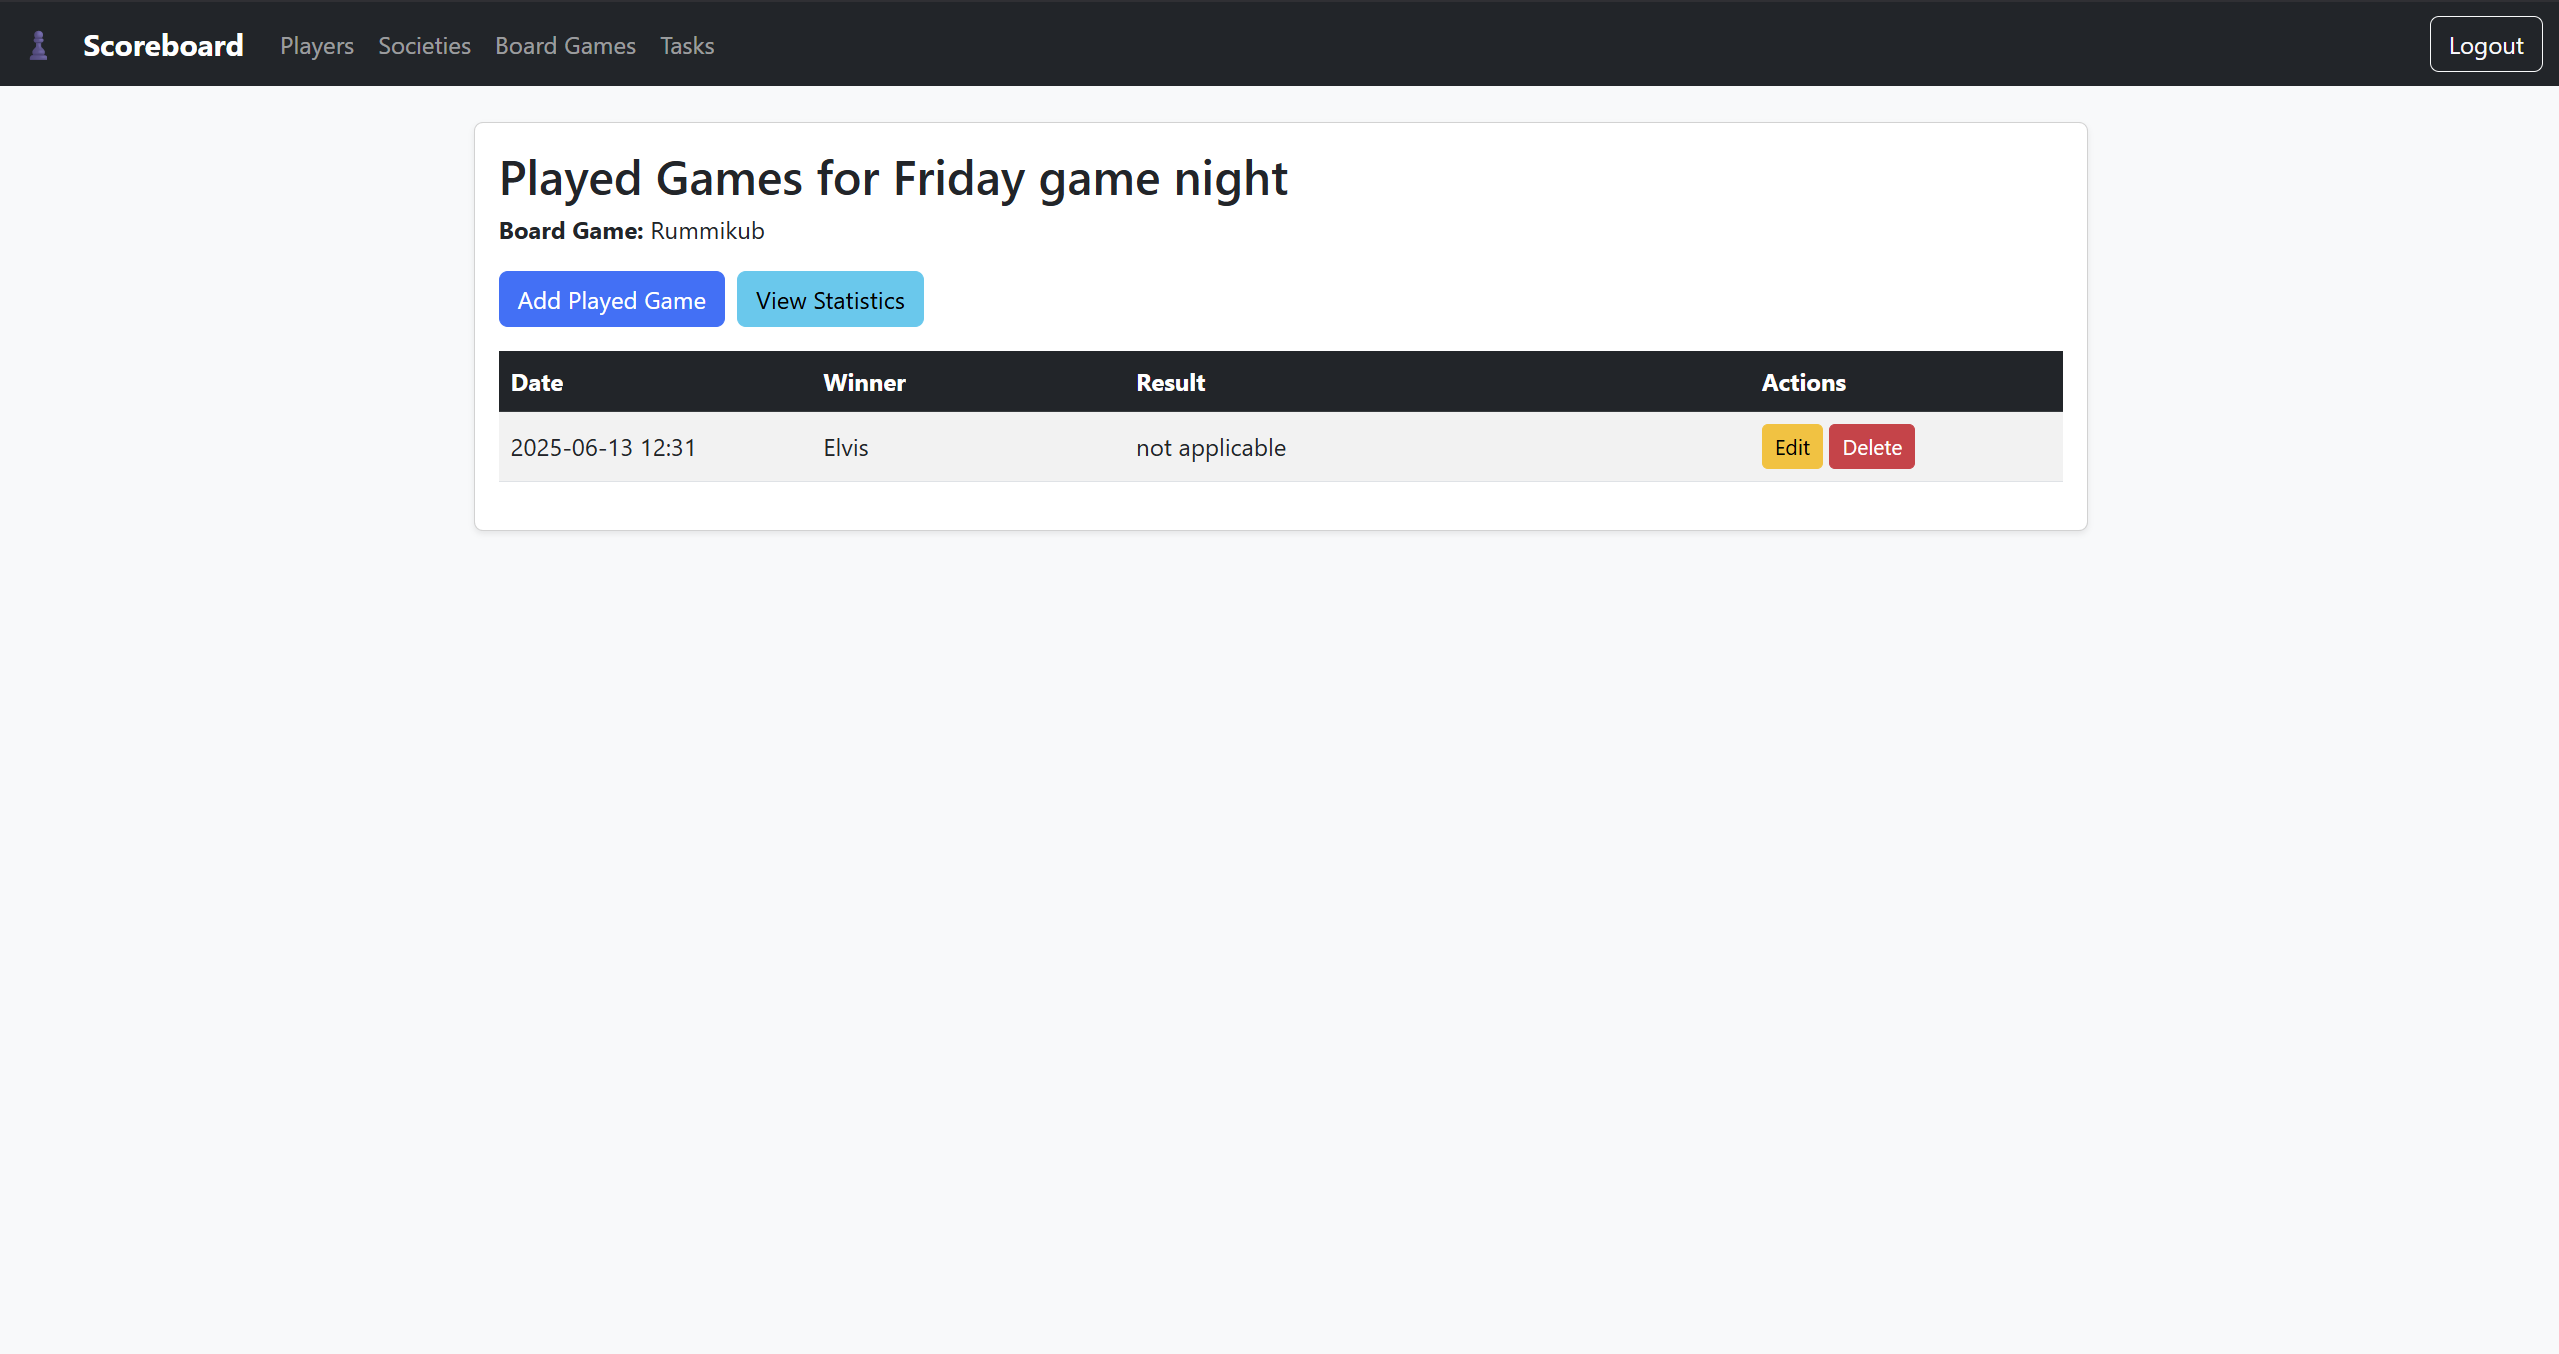 Scoreboard Players Societies Board Games Tasks Logout
Played Games for Friday game night
Board Game: Rummikub
Add Played Game View Statistics
Date Winner Result Actions
2025-06-13 12:31 Elvis not applicable Edit Delete